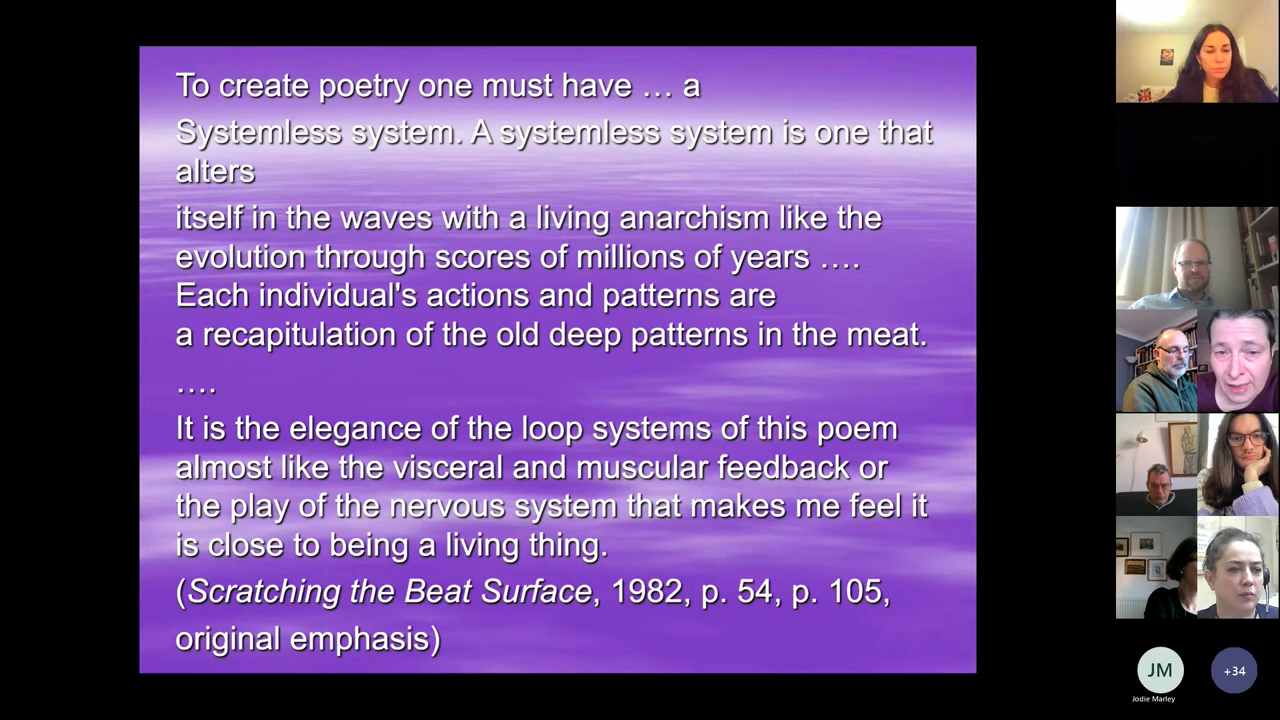 To create poetry one must have … a
Systemless system. A systemless system is one that
alters
itself in the waves with a living anarchism like the
evolution through scores of millions of years ….
Each individual's actions and patterns are
a recapitulation of the old deep patterns in the meat.
….
It is the elegance of the loop systems of this poem
almost like the visceral and muscular feedback or
the play of the nervous system that makes me feel it
is close to being a living thing.
(Scratching the Beat Surface, 1982, p. 54, p. 105,
original emphasis)
JM
+34
Jodie Marley